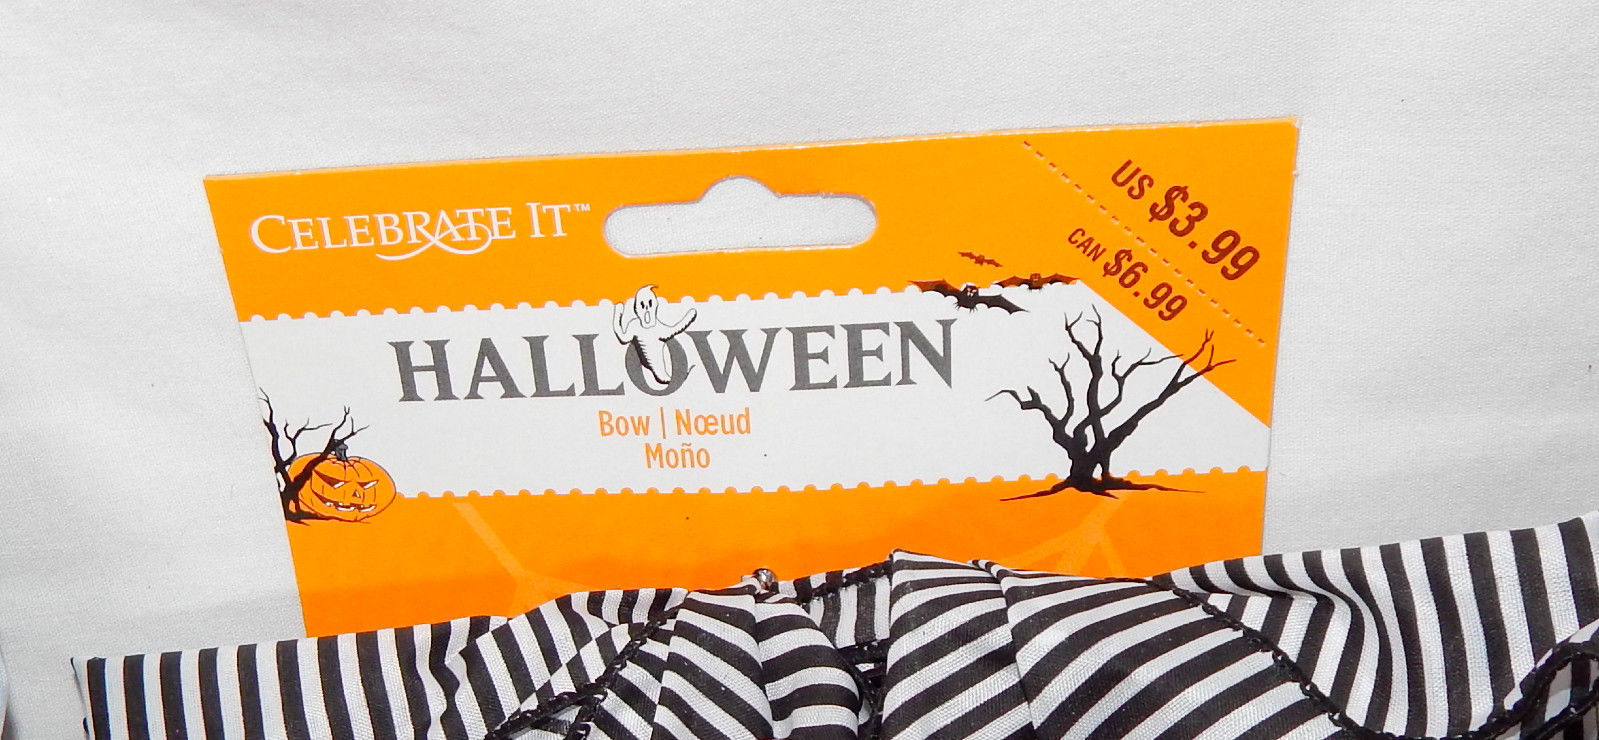 CELEBRATE IT™
US $3.99
CAN $6.99
HALLOWEEN
Bow | Nœud
Moño